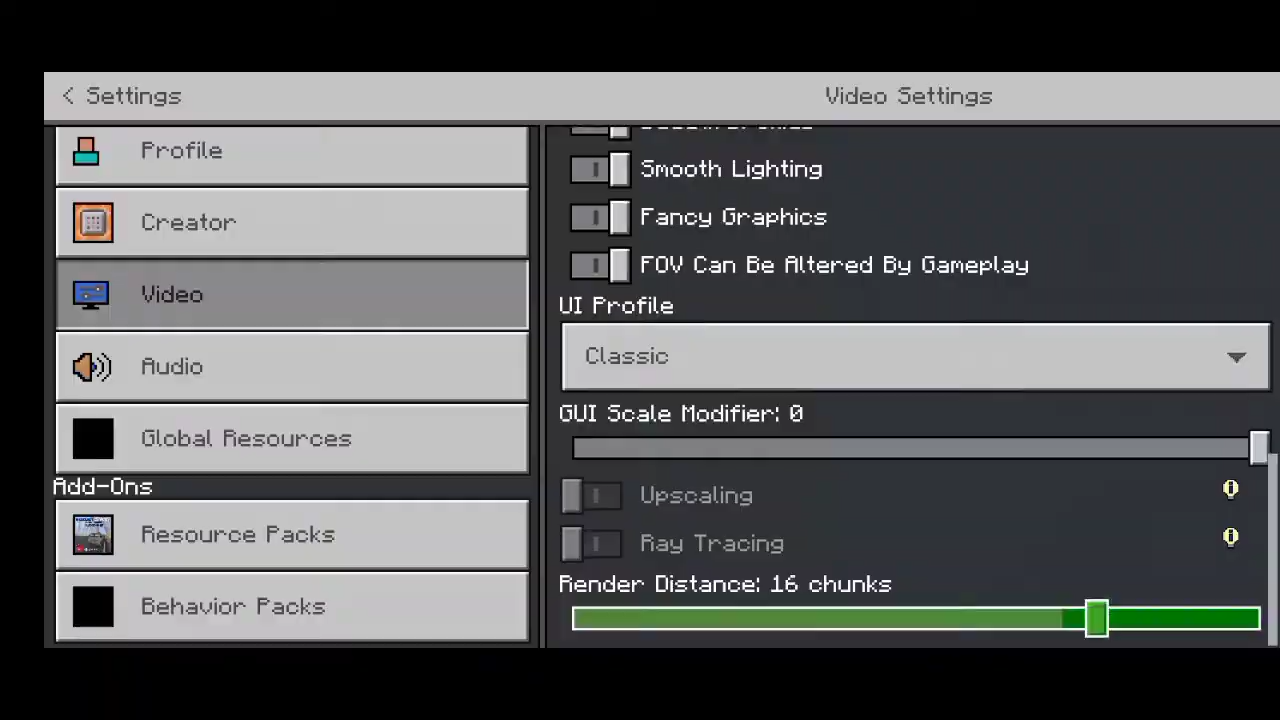 Settings
Video Settings
Profile
Creator
Video
Audio
Global Resources
Add-Ons
Resource Packs
Behavior Packs
Smooth Lighting
Fancy Graphics
FOV Can Be Altered By Gameplay
UI Profile
Classic
GUI Scale Modifier: 0
Upscaling
Ray Tracing
Render Distance: 16 chunks